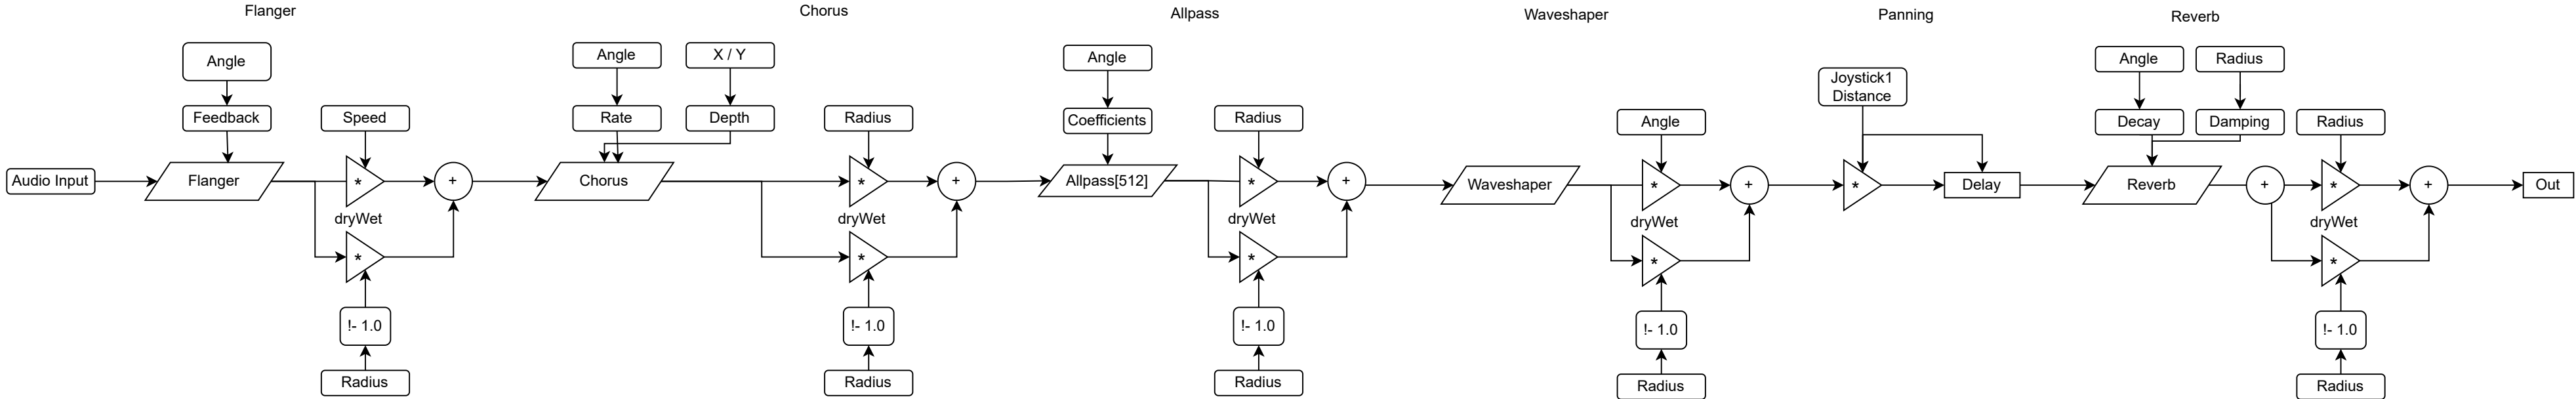 Flanger
Chorus
Allpass
Waveshaper
Panning
Reverb
Angle
Angle
X / Y
Angle
Joystick1
Distance
Angle
Radius
Feedback
Speed
Rate
Depth
Radius
Coefficients
Radius
Angle
Decay
Damping
Radius
Audio Input
Flanger
*
+
Chorus
*
+
Allpass[512]
*
+
Waveshaper
*
+
*
Delay
Reverb
+
*
+
Out
dryWet
dryWet
dryWet
dryWet
dryWet
*
*
*
*
*
!- 1.0
!- 1.0
!- 1.0
!- 1.0
!- 1.0
Radius
Radius
Radius
Radius
Radius